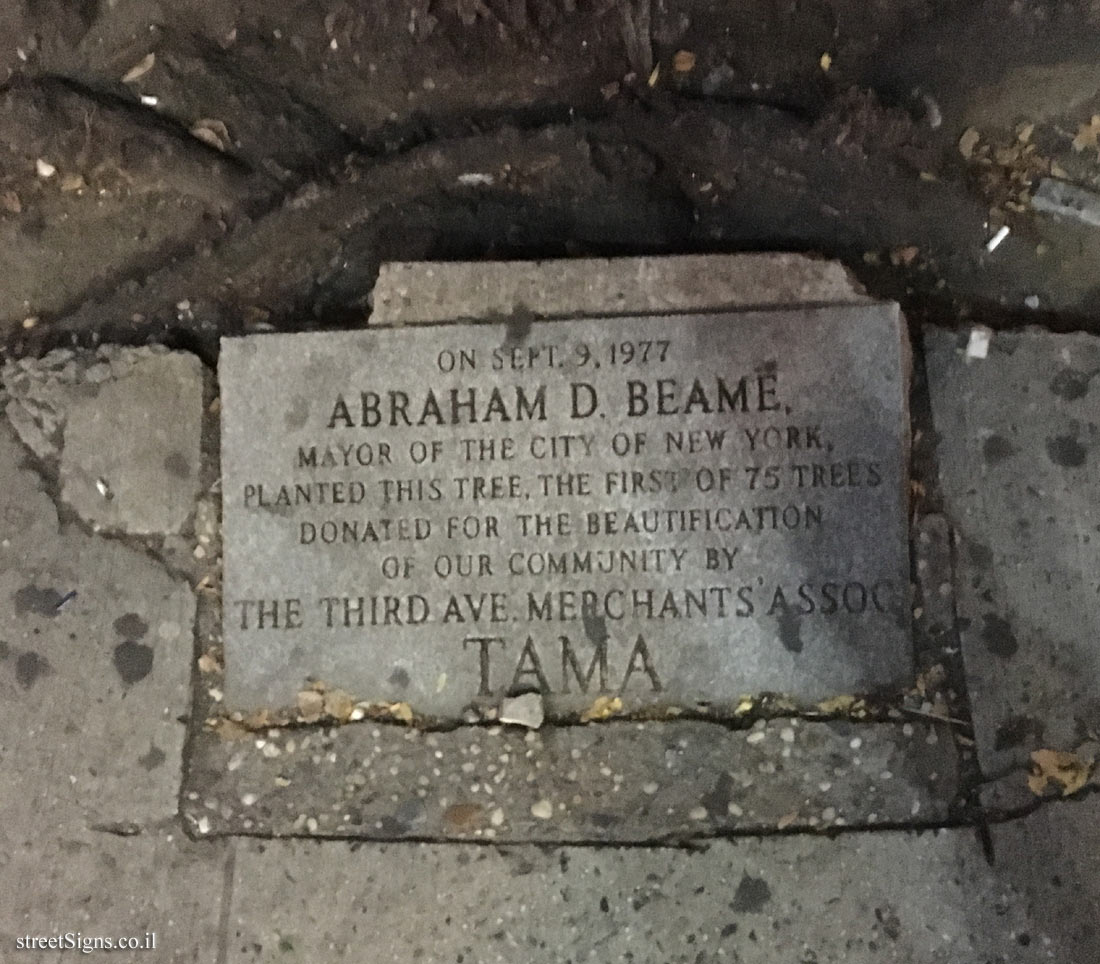 ON SEPT. 9, 1977
ABRAHAM D. BEAME,
MAYOR OF THE CITY OF NEW YORK,
PLANTED THIS TREE, THE FIRST OF 75 TREES
DONATED FOR THE BEAUTIFICATION
OF OUR COMMUNITY BY
THE THIRD AVE. MERCHANTS' ASSOC.
TAMA
streetSigns.co.il